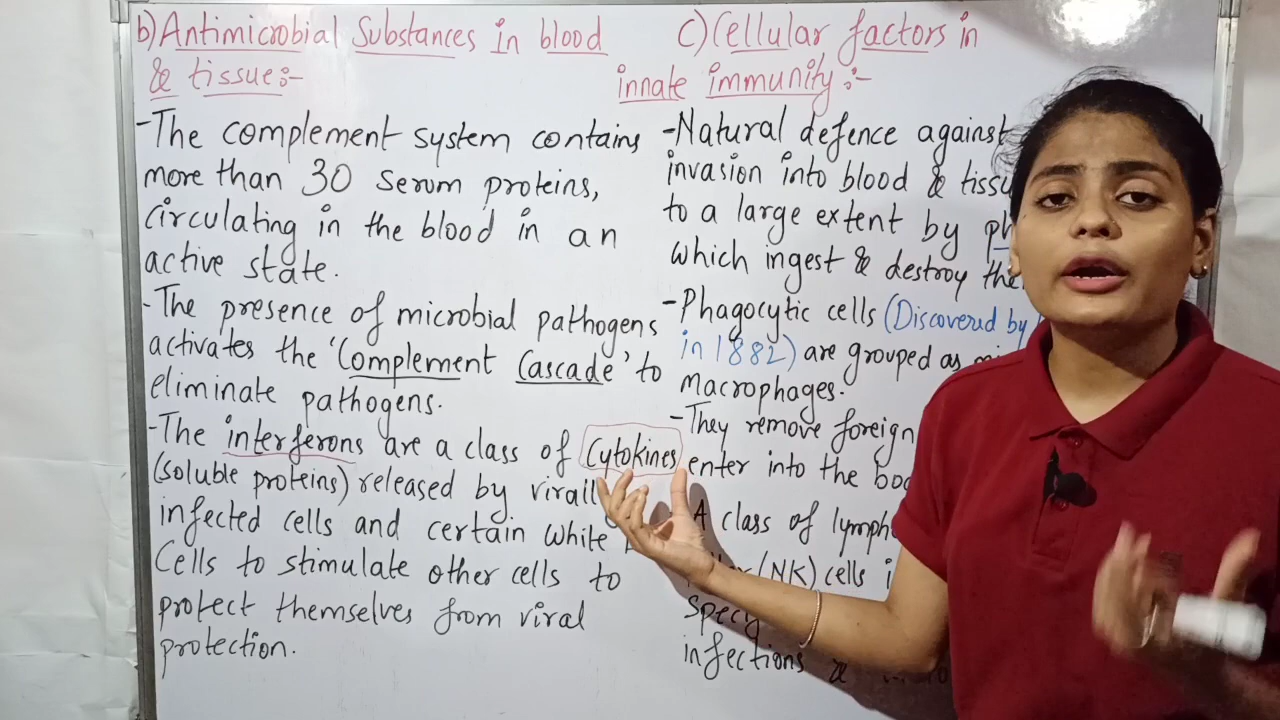 b) Antimicrobial Substances in blood
& tissue:-
-The complement system contains
more than 30 serum proteins,
circulating in the blood in an
active state.
-The presence of microbial pathogens
activates the 'Complement Cascade' to
eliminate pathogens.
-The interferons are a class of Cytokines
(soluble proteins) released by
infected cells and certain white
Cells to stimulate other cells to
protect themselves from viral
protection.
c) Cellular factors in
innate immunity:-
-Natural defence against
invasion into blood &
to a large extent by
which ingest & destroy
-Phagocytic cells (Discovered by
in 1882) are grouped as
macrophages.
-They remove foreign
enter into the
A class of
(NK) cells
infections &